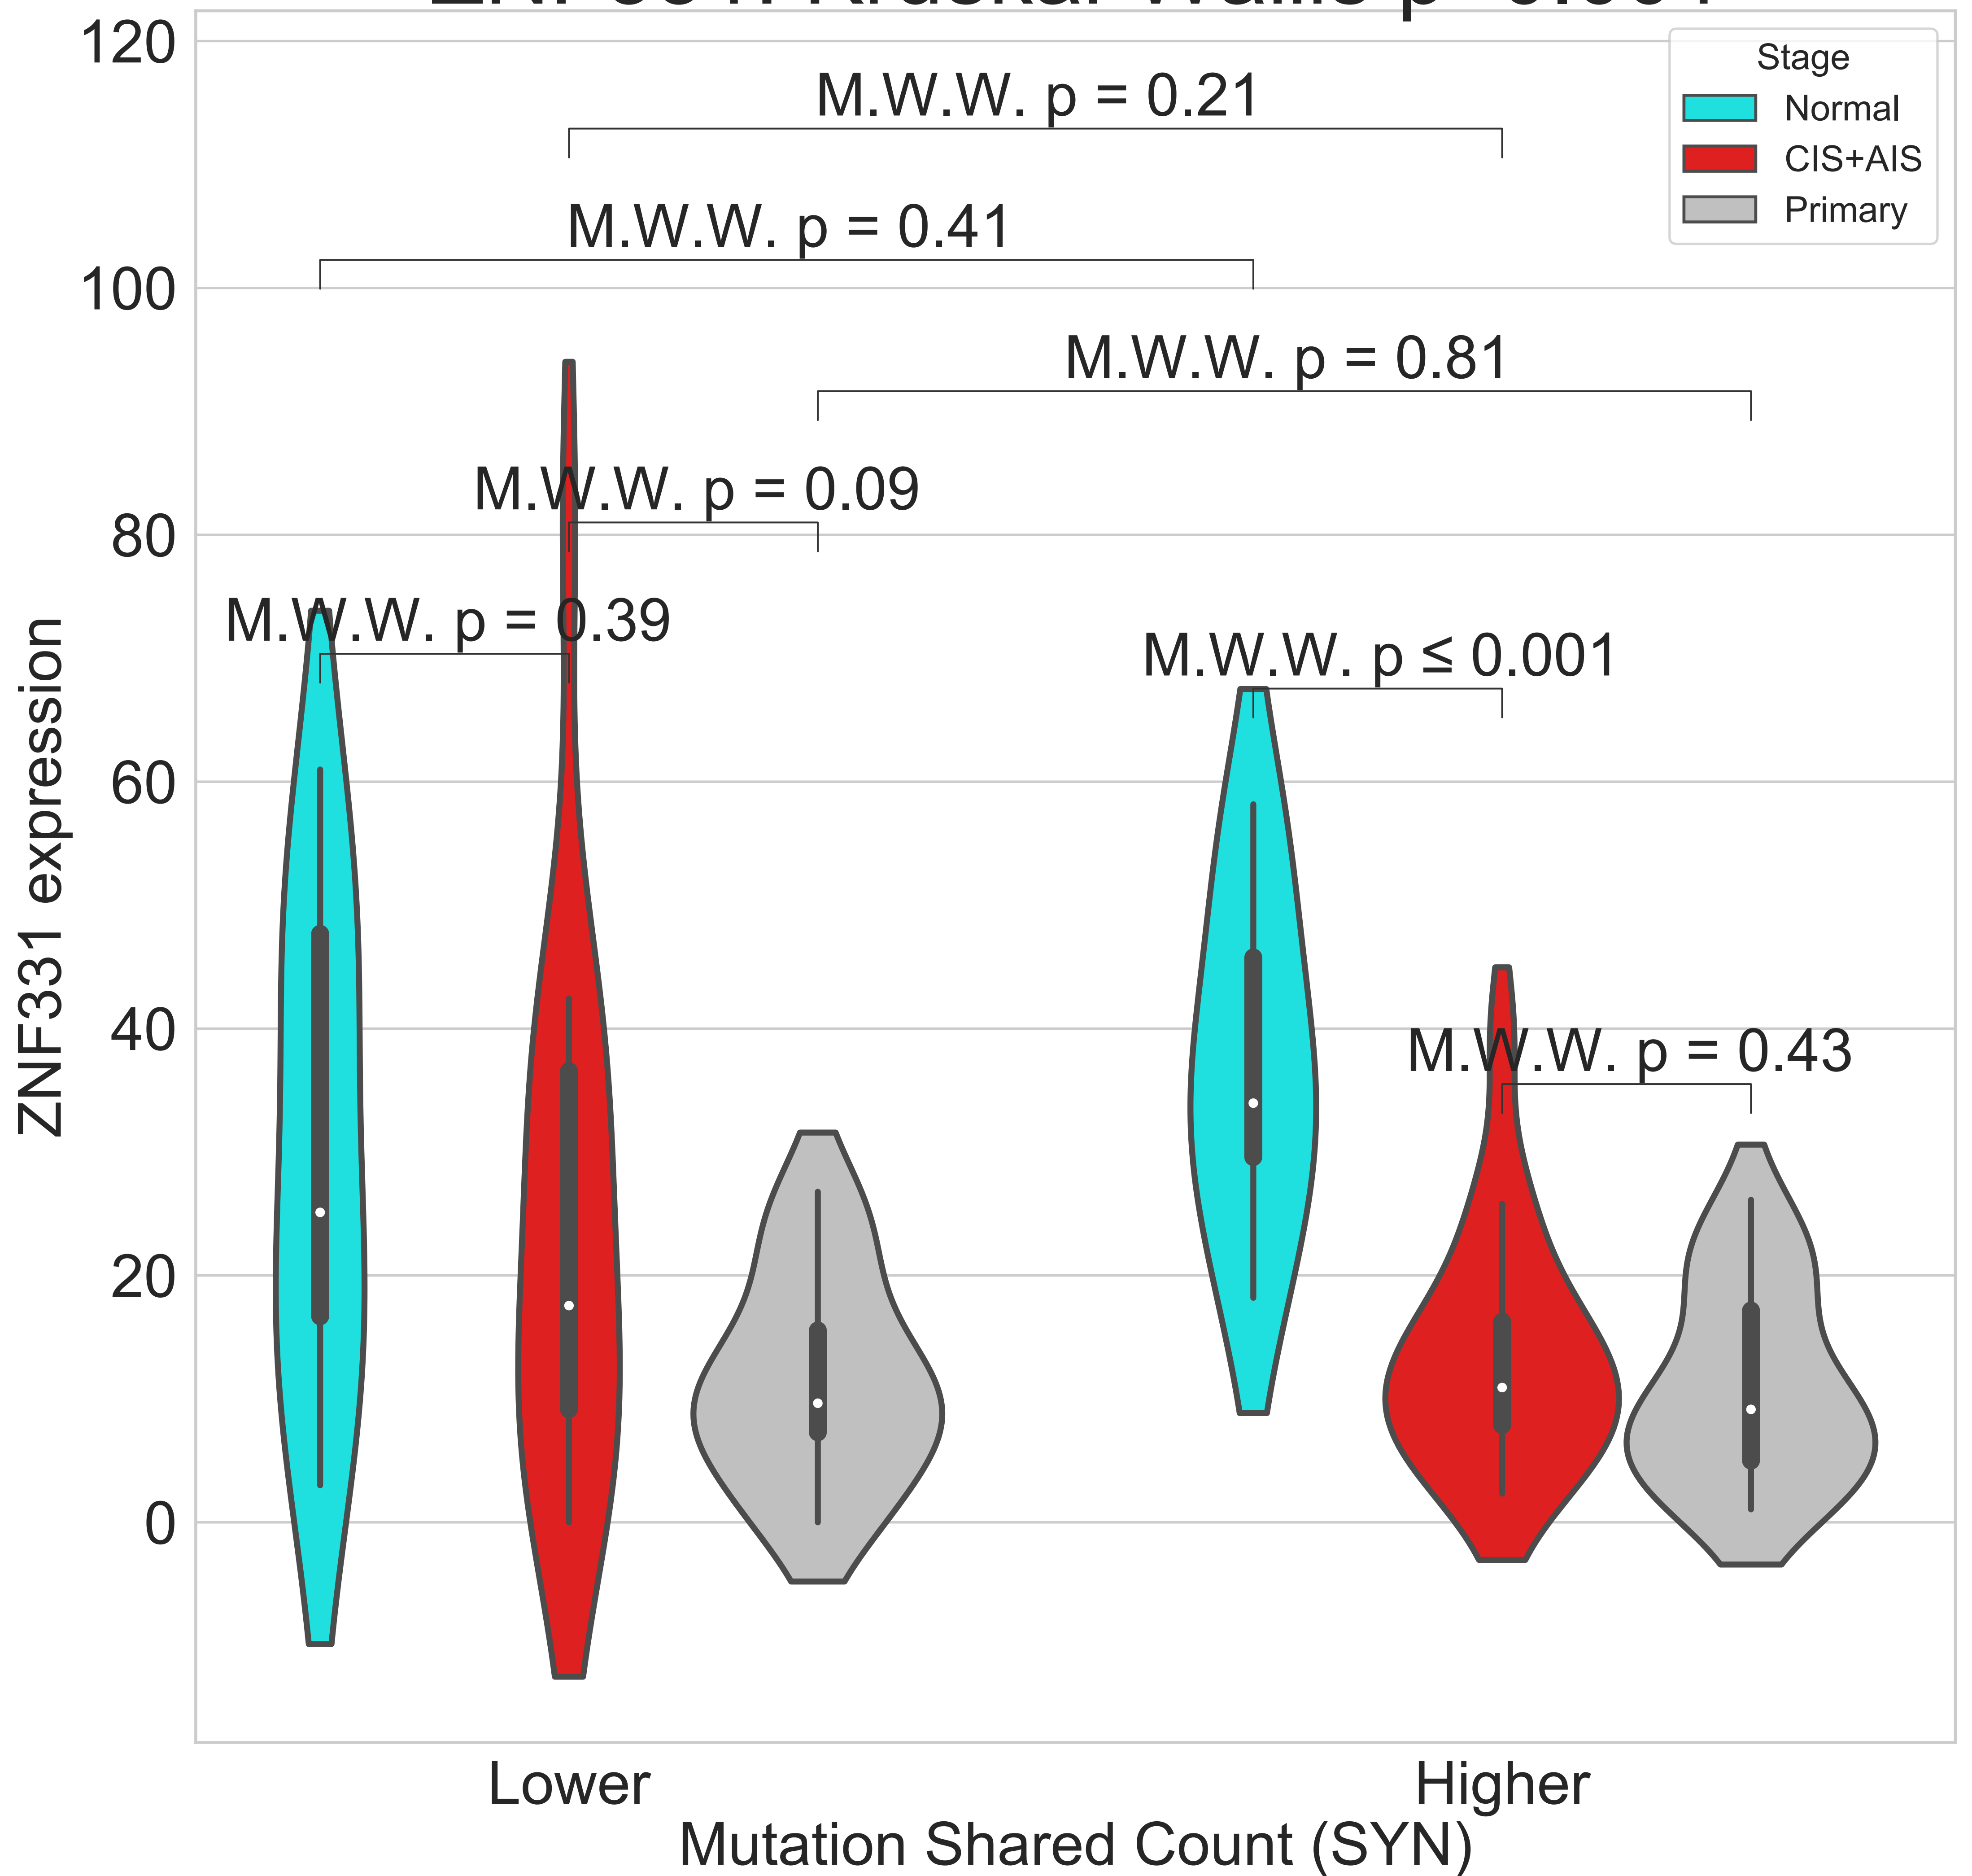 120
M.W.W. p = 0.21
Stage
Normal
CIS+AIS
Primary
M.W.W. p = 0.41
100
M.W.W. p = 0.81
M.W.W. p = 0.09
80
M.W.W. p = 0.39
M.W.W. p ≤ 0.001
60
ZNF331 expression
40
M.W.W. p = 0.43
20
0
Lower
Higher
Mutation Shared Count (SYN)